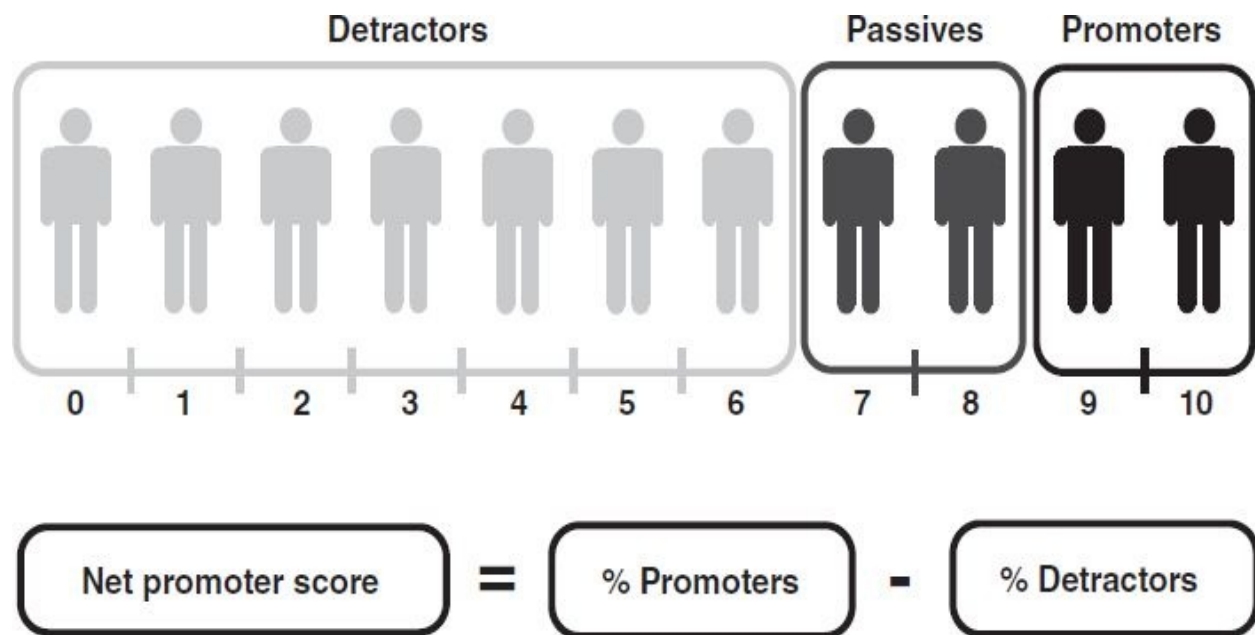 Detractors Passives Promoters
0 1 2 3 4 5 6 7 8 9 10
Net promoter score = % Promoters - % Detractors